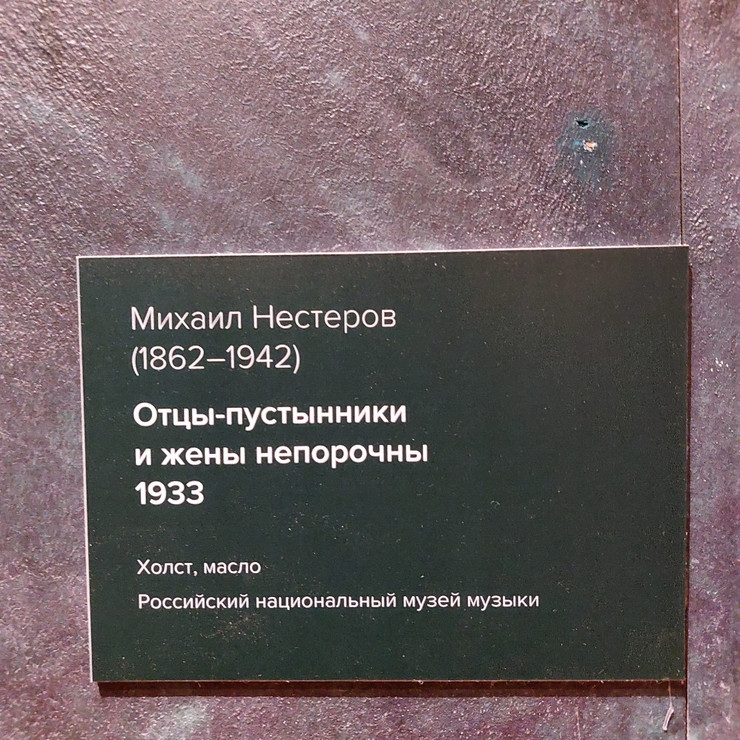 Михаил Нестеров
(1862–1942)
Отцы-пустынники
и жены непорочны
1933
Холст, масло
Российский национальный музей музыки